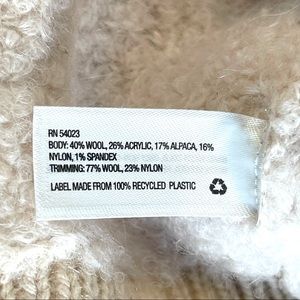 RN 54023
BODY: 40% WOOL, 26% ACRYLIC, 17% ALPACA, 16%
NYLON, 1% SPANDEX
TRIMMING: 77% WOOL, 23% NYLON
LABEL MADE FROM 100% RECYCLED PLASTIC